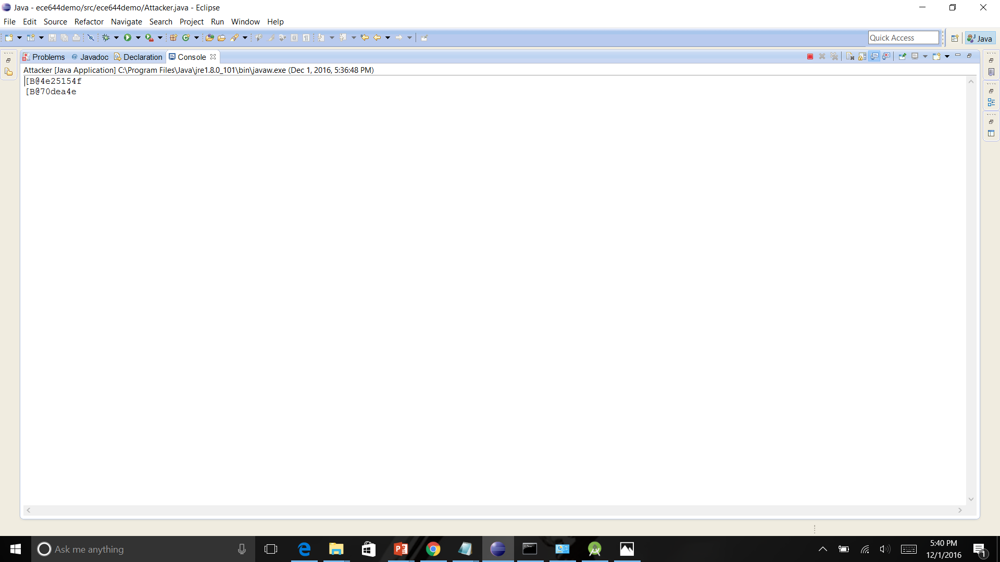 Java - ece644demo/src/ece644demo/Attacker.java - Eclipse
File Edit Source Refactor Navigate Search Project Run Window Help
Quick Access
Java
Problems @ Javadoc Declaration Console
Attacker [Java Application] C:\Program Files\Java\jre1.8.0_101\bin\javaw.exe (Dec 1, 2016, 5:36:48 PM)
[B@4e25154f
[B@70dea4e
Ask me anything
5:40 PM
12/1/2016
1